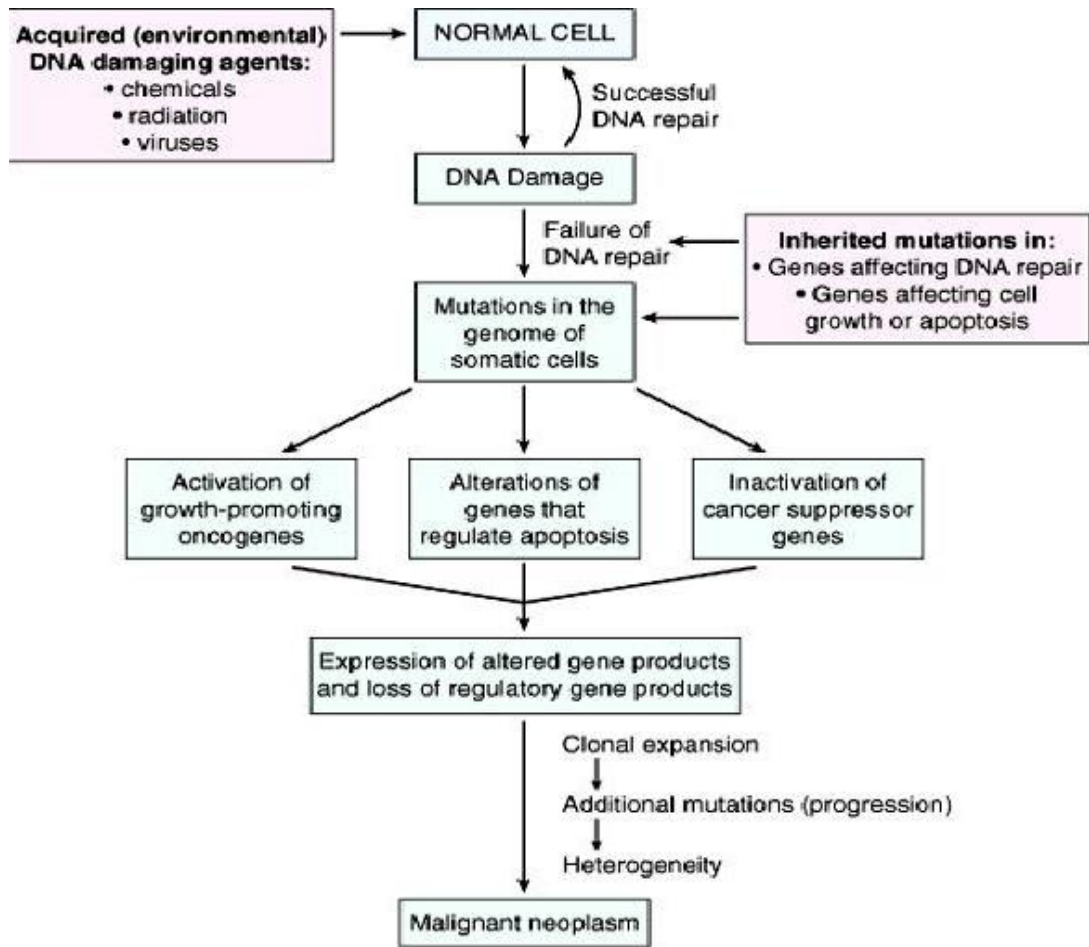 Acquired (environmental)
DNA damaging agents:
• chemicals
• radiation
• viruses
NORMAL CELL
Successful
DNA repair
DNA Damage
Failure of
DNA repair
Inherited mutations in:
• Genes affecting DNA repair
• Genes affecting cell
growth or apoptosis
Mutations in the
genome of
somatic cells
Activation of
growth-promoting
oncogenes
Alterations of
genes that
regulate apoptosis
Inactivation of
cancer suppressor
genes
Expression of altered gene products
and loss of regulatory gene products
Clonal expansion
Additional mutations (progression)
Heterogeneity
Malignant neoplasm